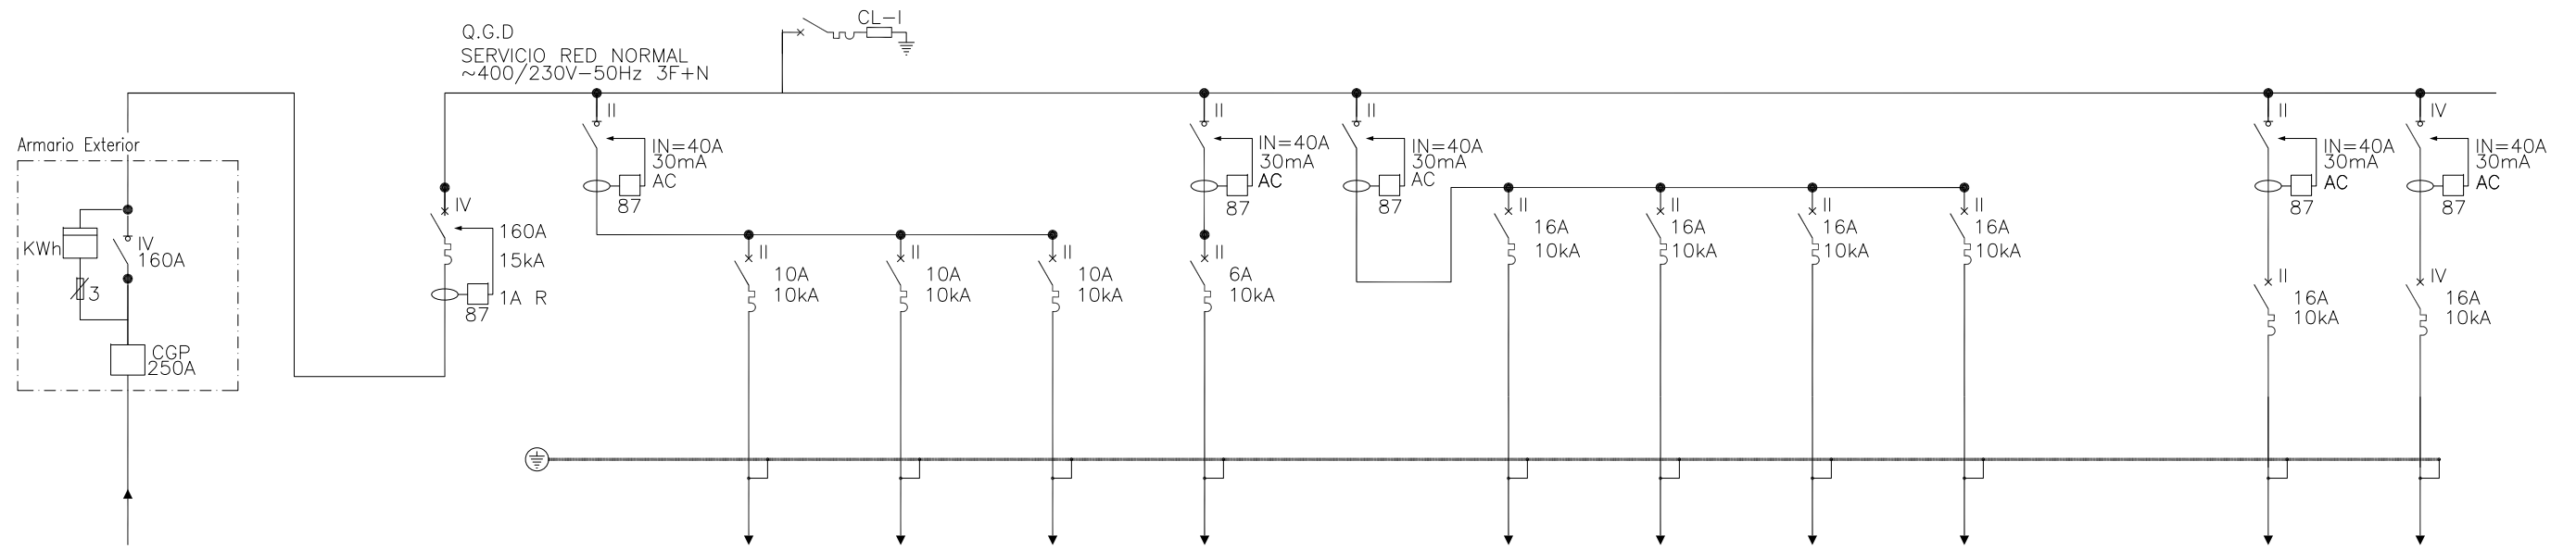 Q.G.D
SERVICIO RED NORMAL
~400/230V-50Hz 3F+N
CL-I
Armario Exterior
KWh
IV
160A
3
CGP
250A
IV
160A
15kA
1A R
87
II
IN=40A
30mA
AC
87
II
10A
10kA
II
10A
10kA
II
10A
10kA
II
IN=40A
30mA
AC
87
II
6A
10kA
II
IN=40A
30mA
AC
87
II
16A
10kA
II
16A
10kA
II
16A
10kA
II
16A
10kA
II
IN=40A
30mA
AC
87
II
16A
10kA
IV
IN=40A
30mA
AC
87
IV
16A
10kA